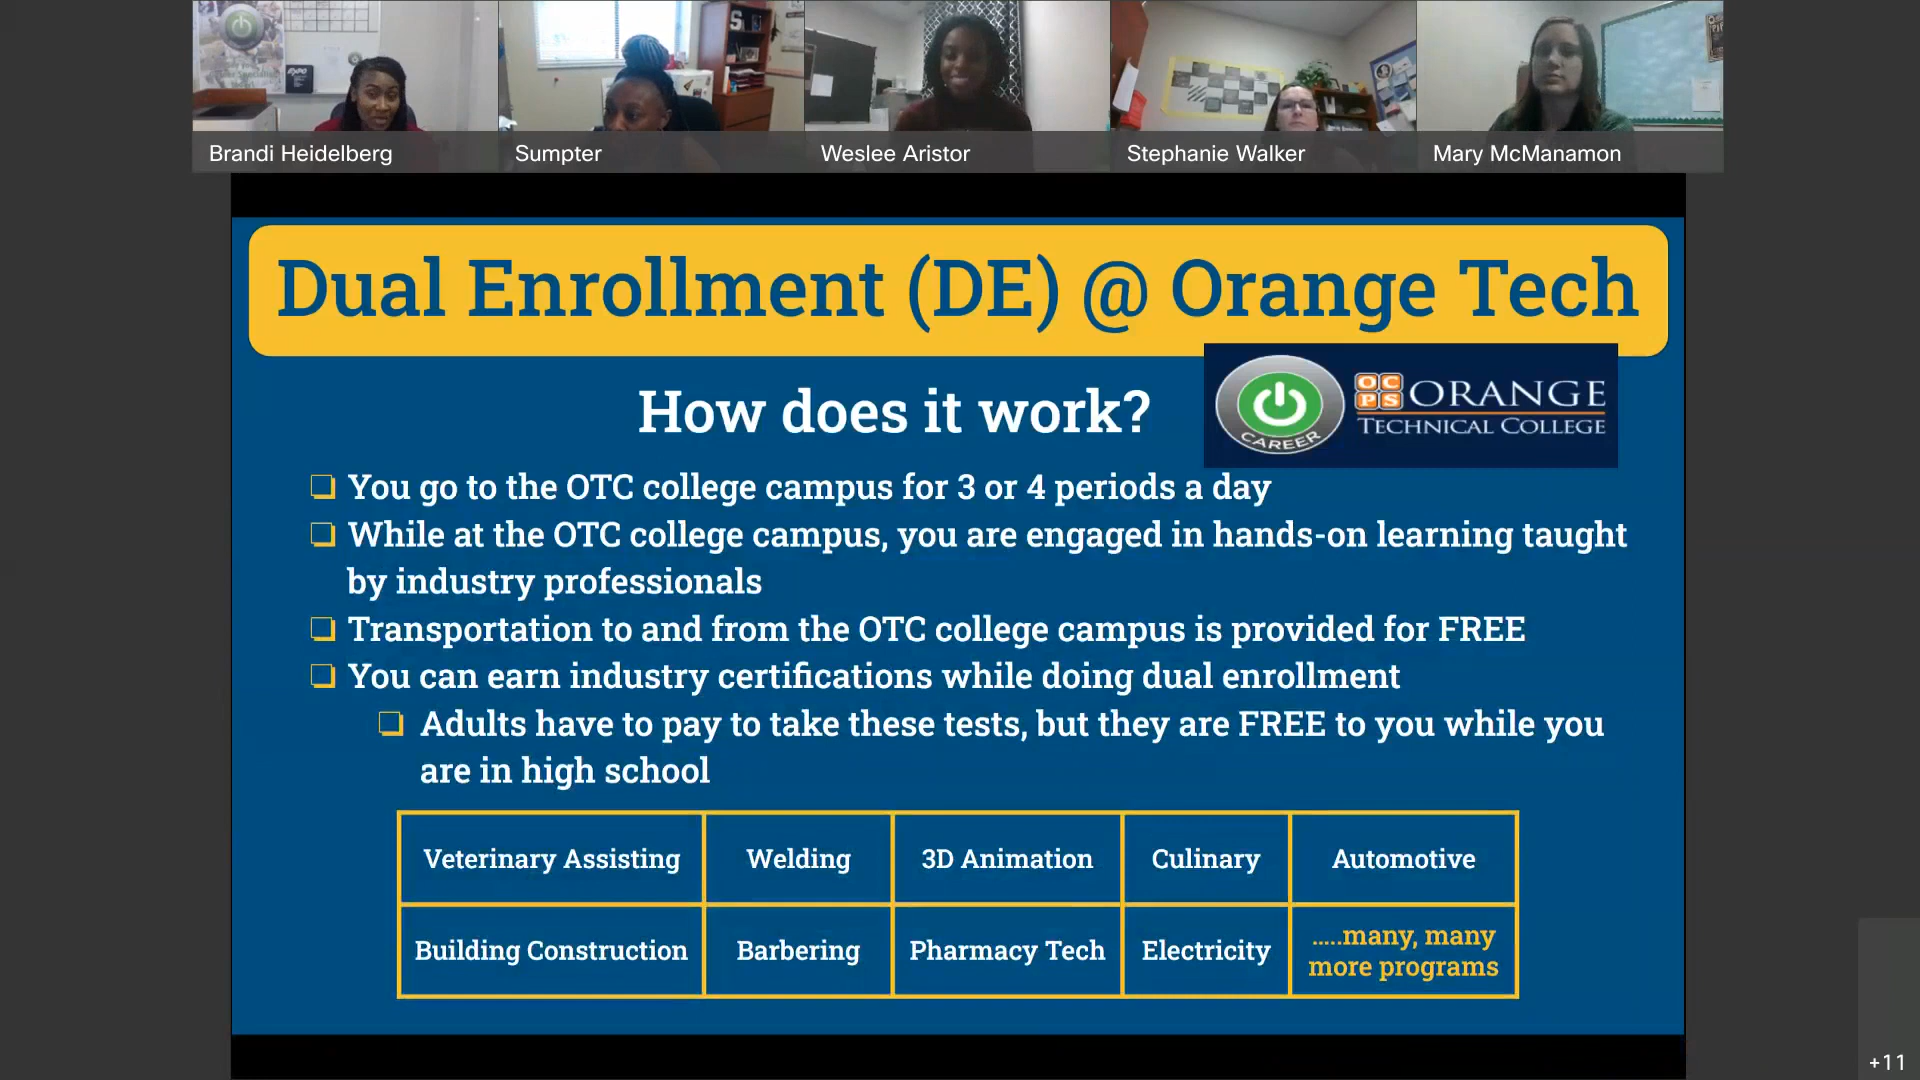 Brandi Heidelberg
Sumpter
Weslee Aristor
Stephanie Walker
Mary McManamon
Dual Enrollment (DE) @ Orange Tech
How does it work?
CAREER
OCPS ORANGE
TECHNICAL COLLEGE
You go to the OTC college campus for 3 or 4 periods a day
While at the OTC college campus, you are engaged in hands-on learning taught
by industry professionals
Transportation to and from the OTC college campus is provided for FREE
You can earn industry certifications while doing dual enrollment
Adults have to pay to take these tests, but they are FREE to you while you
are in high school
Veterinary Assisting
Welding
3D Animation
Culinary
Automotive
Building Construction
Barbering
Pharmacy Tech
Electricity
.....many, many
more programs
+11